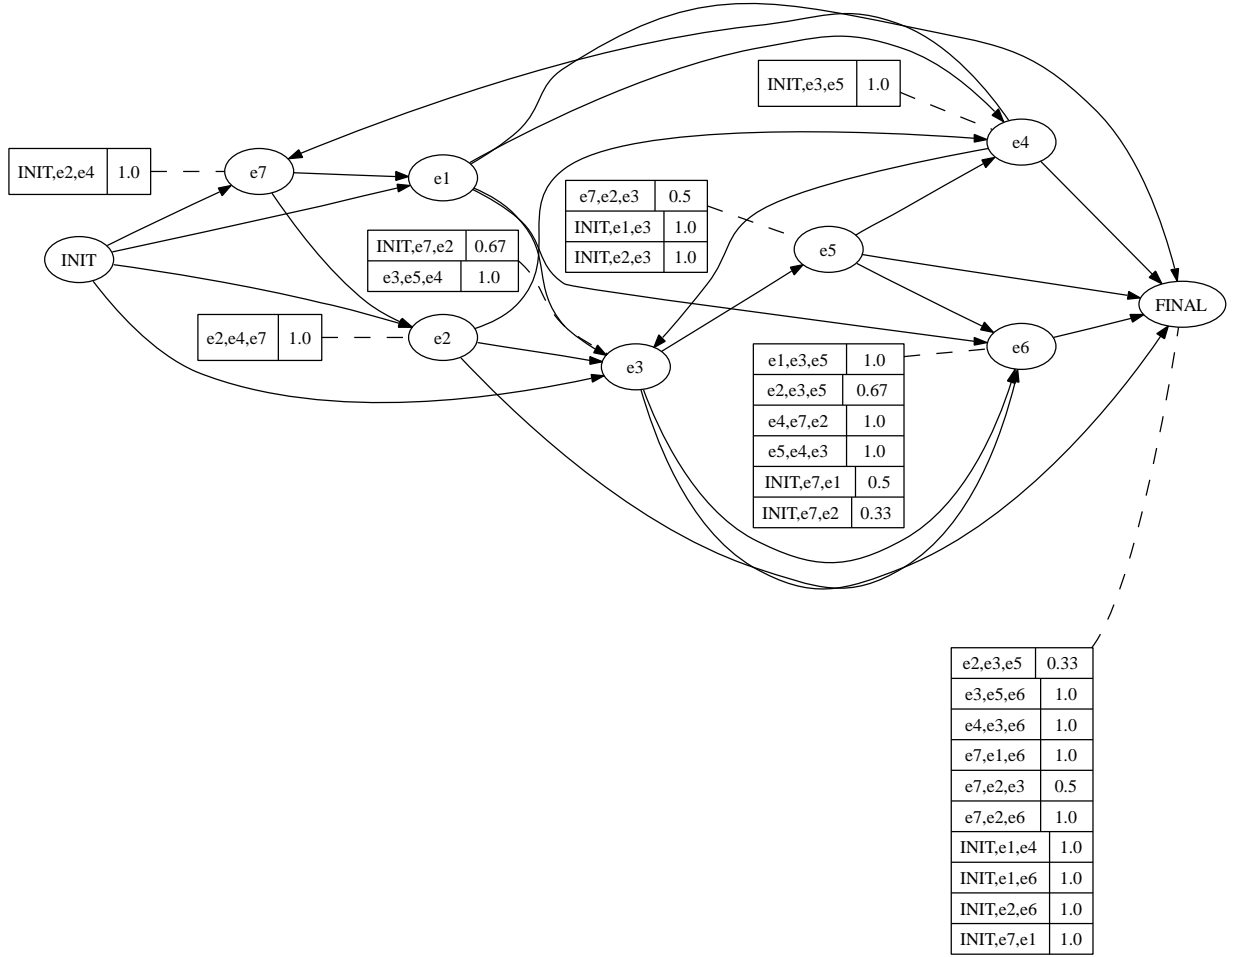 INIT,e3,e5 1.0
e4
INIT,e2,e4 1.0
e7
e1
e7,e2,e3 0.5
INIT,e1,e3 1.0
INIT,e2,e3 1.0
INIT,e7,e2 0.67
e3,e5,e4 1.0
INIT
e5
FINAL
e2,e4,e7 1.0
e2
e3
e6
e1,e3,e5 1.0
e2,e3,e5 0.67
e4,e7,e2 1.0
e5,e4,e3 1.0
INIT,e7,e1 0.5
INIT,e7,e2 0.33
e2,e3,e5 0.33
e3,e5,e6 1.0
e4,e3,e6 1.0
e7,e1,e6 1.0
e7,e2,e3 0.5
e7,e2,e6 1.0
INIT,e1,e4 1.0
INIT,e1,e6 1.0
INIT,e2,e6 1.0
INIT,e7,e1 1.0